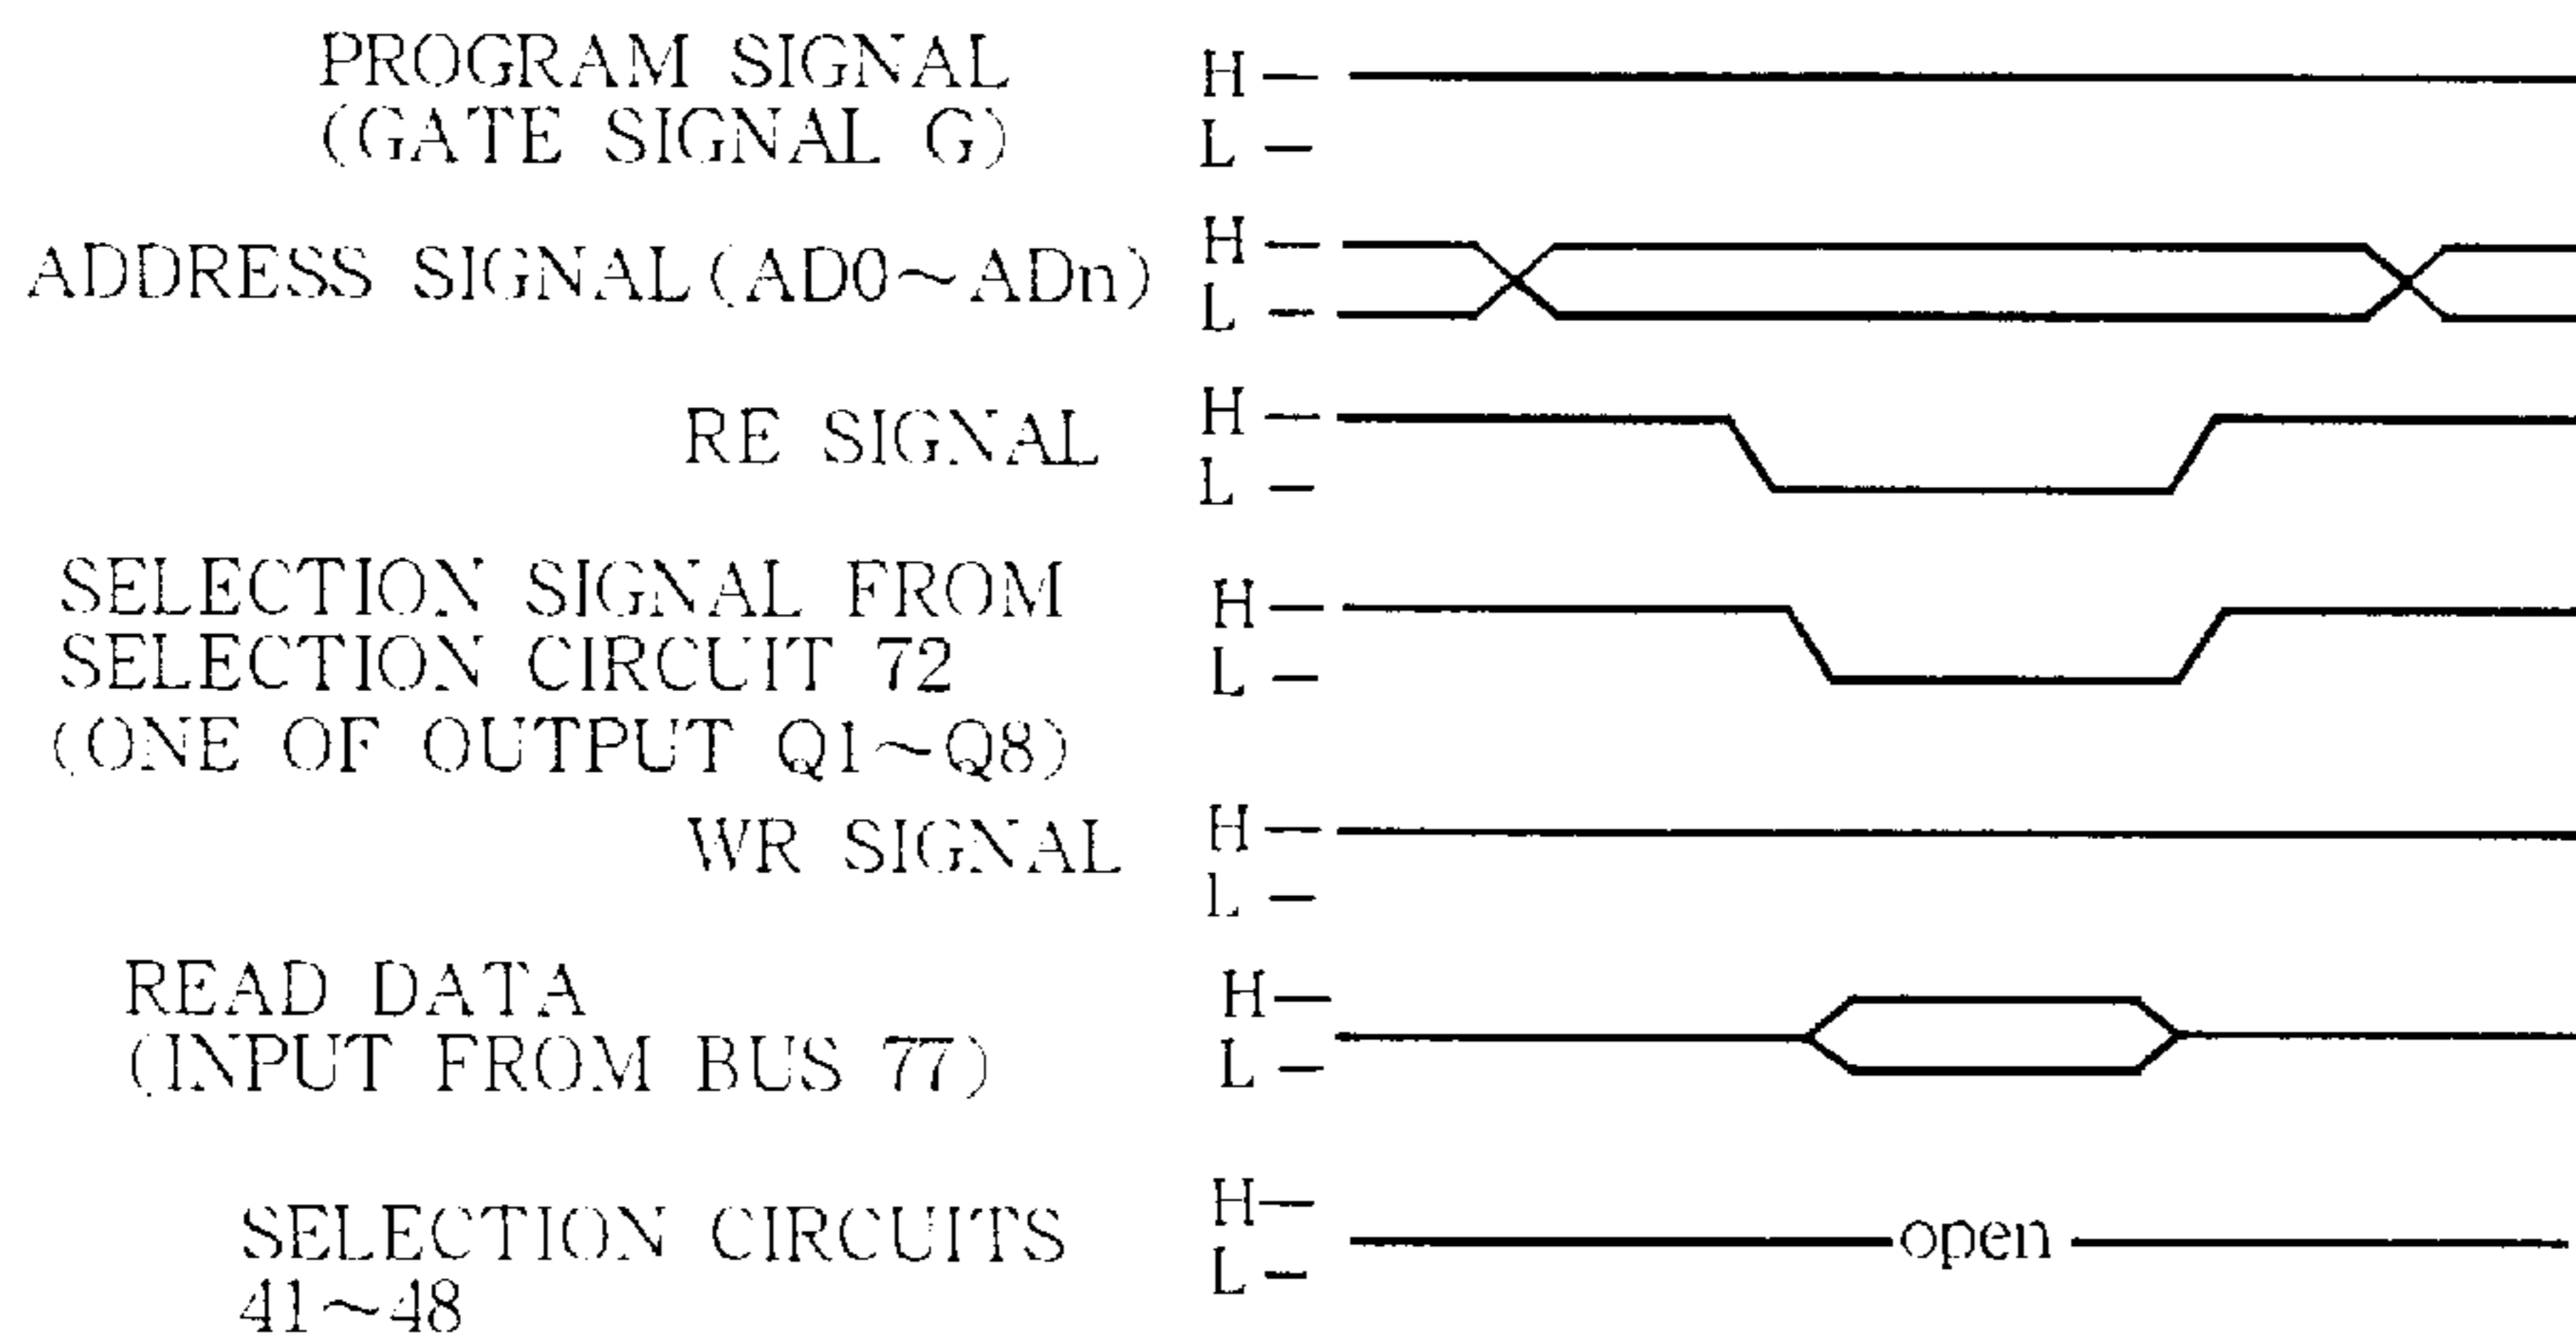 PROGRAM SIGNAL
(GATE SIGNAL G)
H
L
ADDRESS SIGNAL(AD0~ADn)
H
L
RE SIGNAL
H
L
SELECTION SIGNAL FROM
SELECTION CIRCUIT 72
(ONE OF OUTPUT Q1~Q8)
H
L
WR SIGNAL
H
L
READ DATA
(INPUT FROM BUS 77)
H
L
SELECTION CIRCUITS
41~48
H
L
open